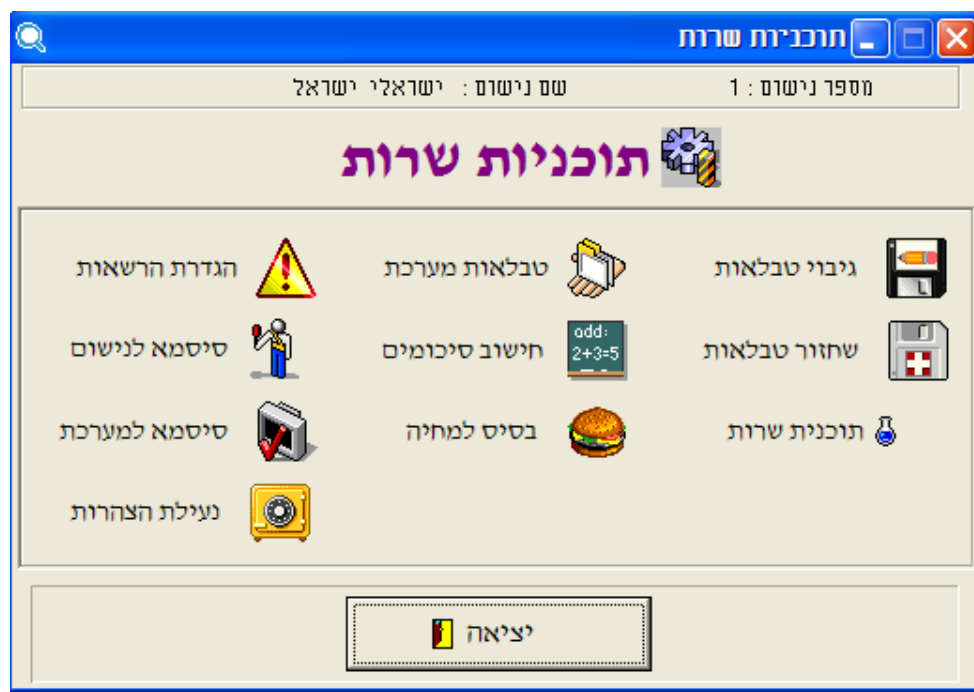 תוכניות שרות
מספר נישום : 1 שם נישום : ישראלי ישראל
תוכניות שרות
גיבוי טבלאות טבלאות מערכת הגדרת הרשאות
שחזור טבלאות add: 2+3=5 חישוב סיכומים סיסמא לנישום
תוכנית שרות בסיס למחיה סיסמא למערכת
נעילת הצהרות
יציאה